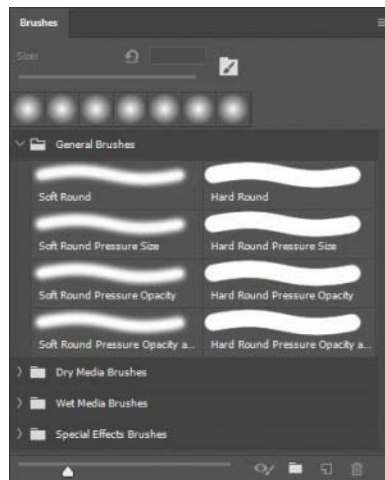 Brushes
Size:
General Brushes
Soft Round
Hard Round
Soft Round Pressure Size
Hard Round Pressure Size
Soft Round Pressure Opacity
Hard Round Pressure Opacity
Soft Round Pressure Opacity a...
Hard Round Pressure Opacity a...
Dry Media Brushes
Wet Media Brushes
Special Effects Brushes